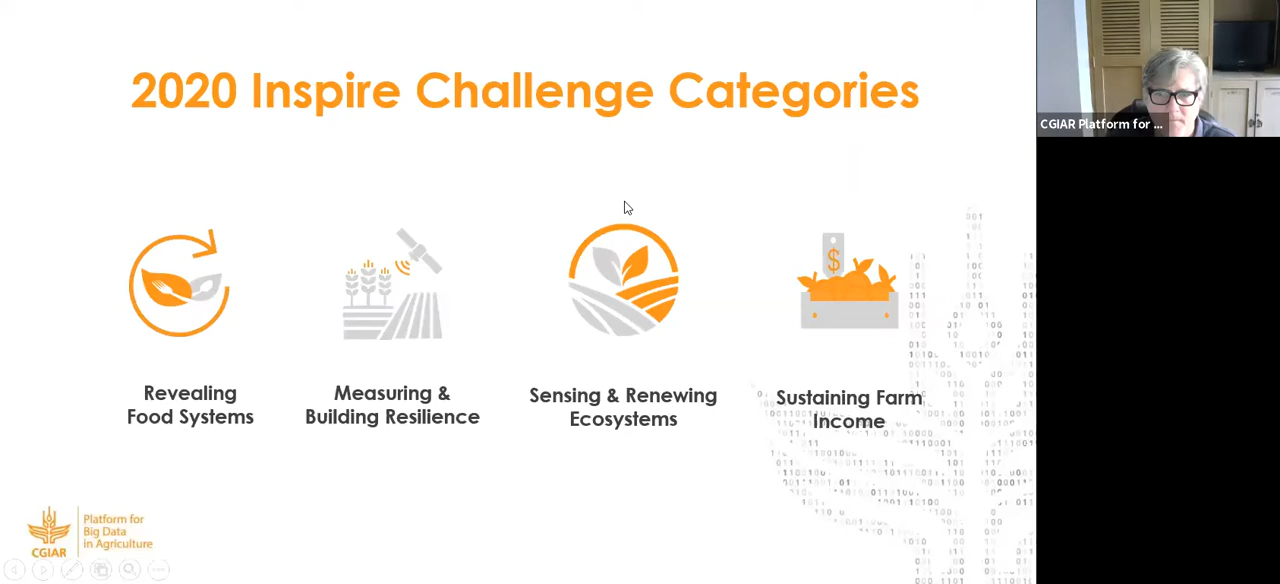 2020 Inspire Challenge Categories
CGIAR Platform for ...
$
Revealing
Food Systems
Measuring &
Building Resilience
Sensing & Renewing
Ecosystems
Sustaining Farm
Income
Platform for
Big Data
in Agriculture
CGIAR